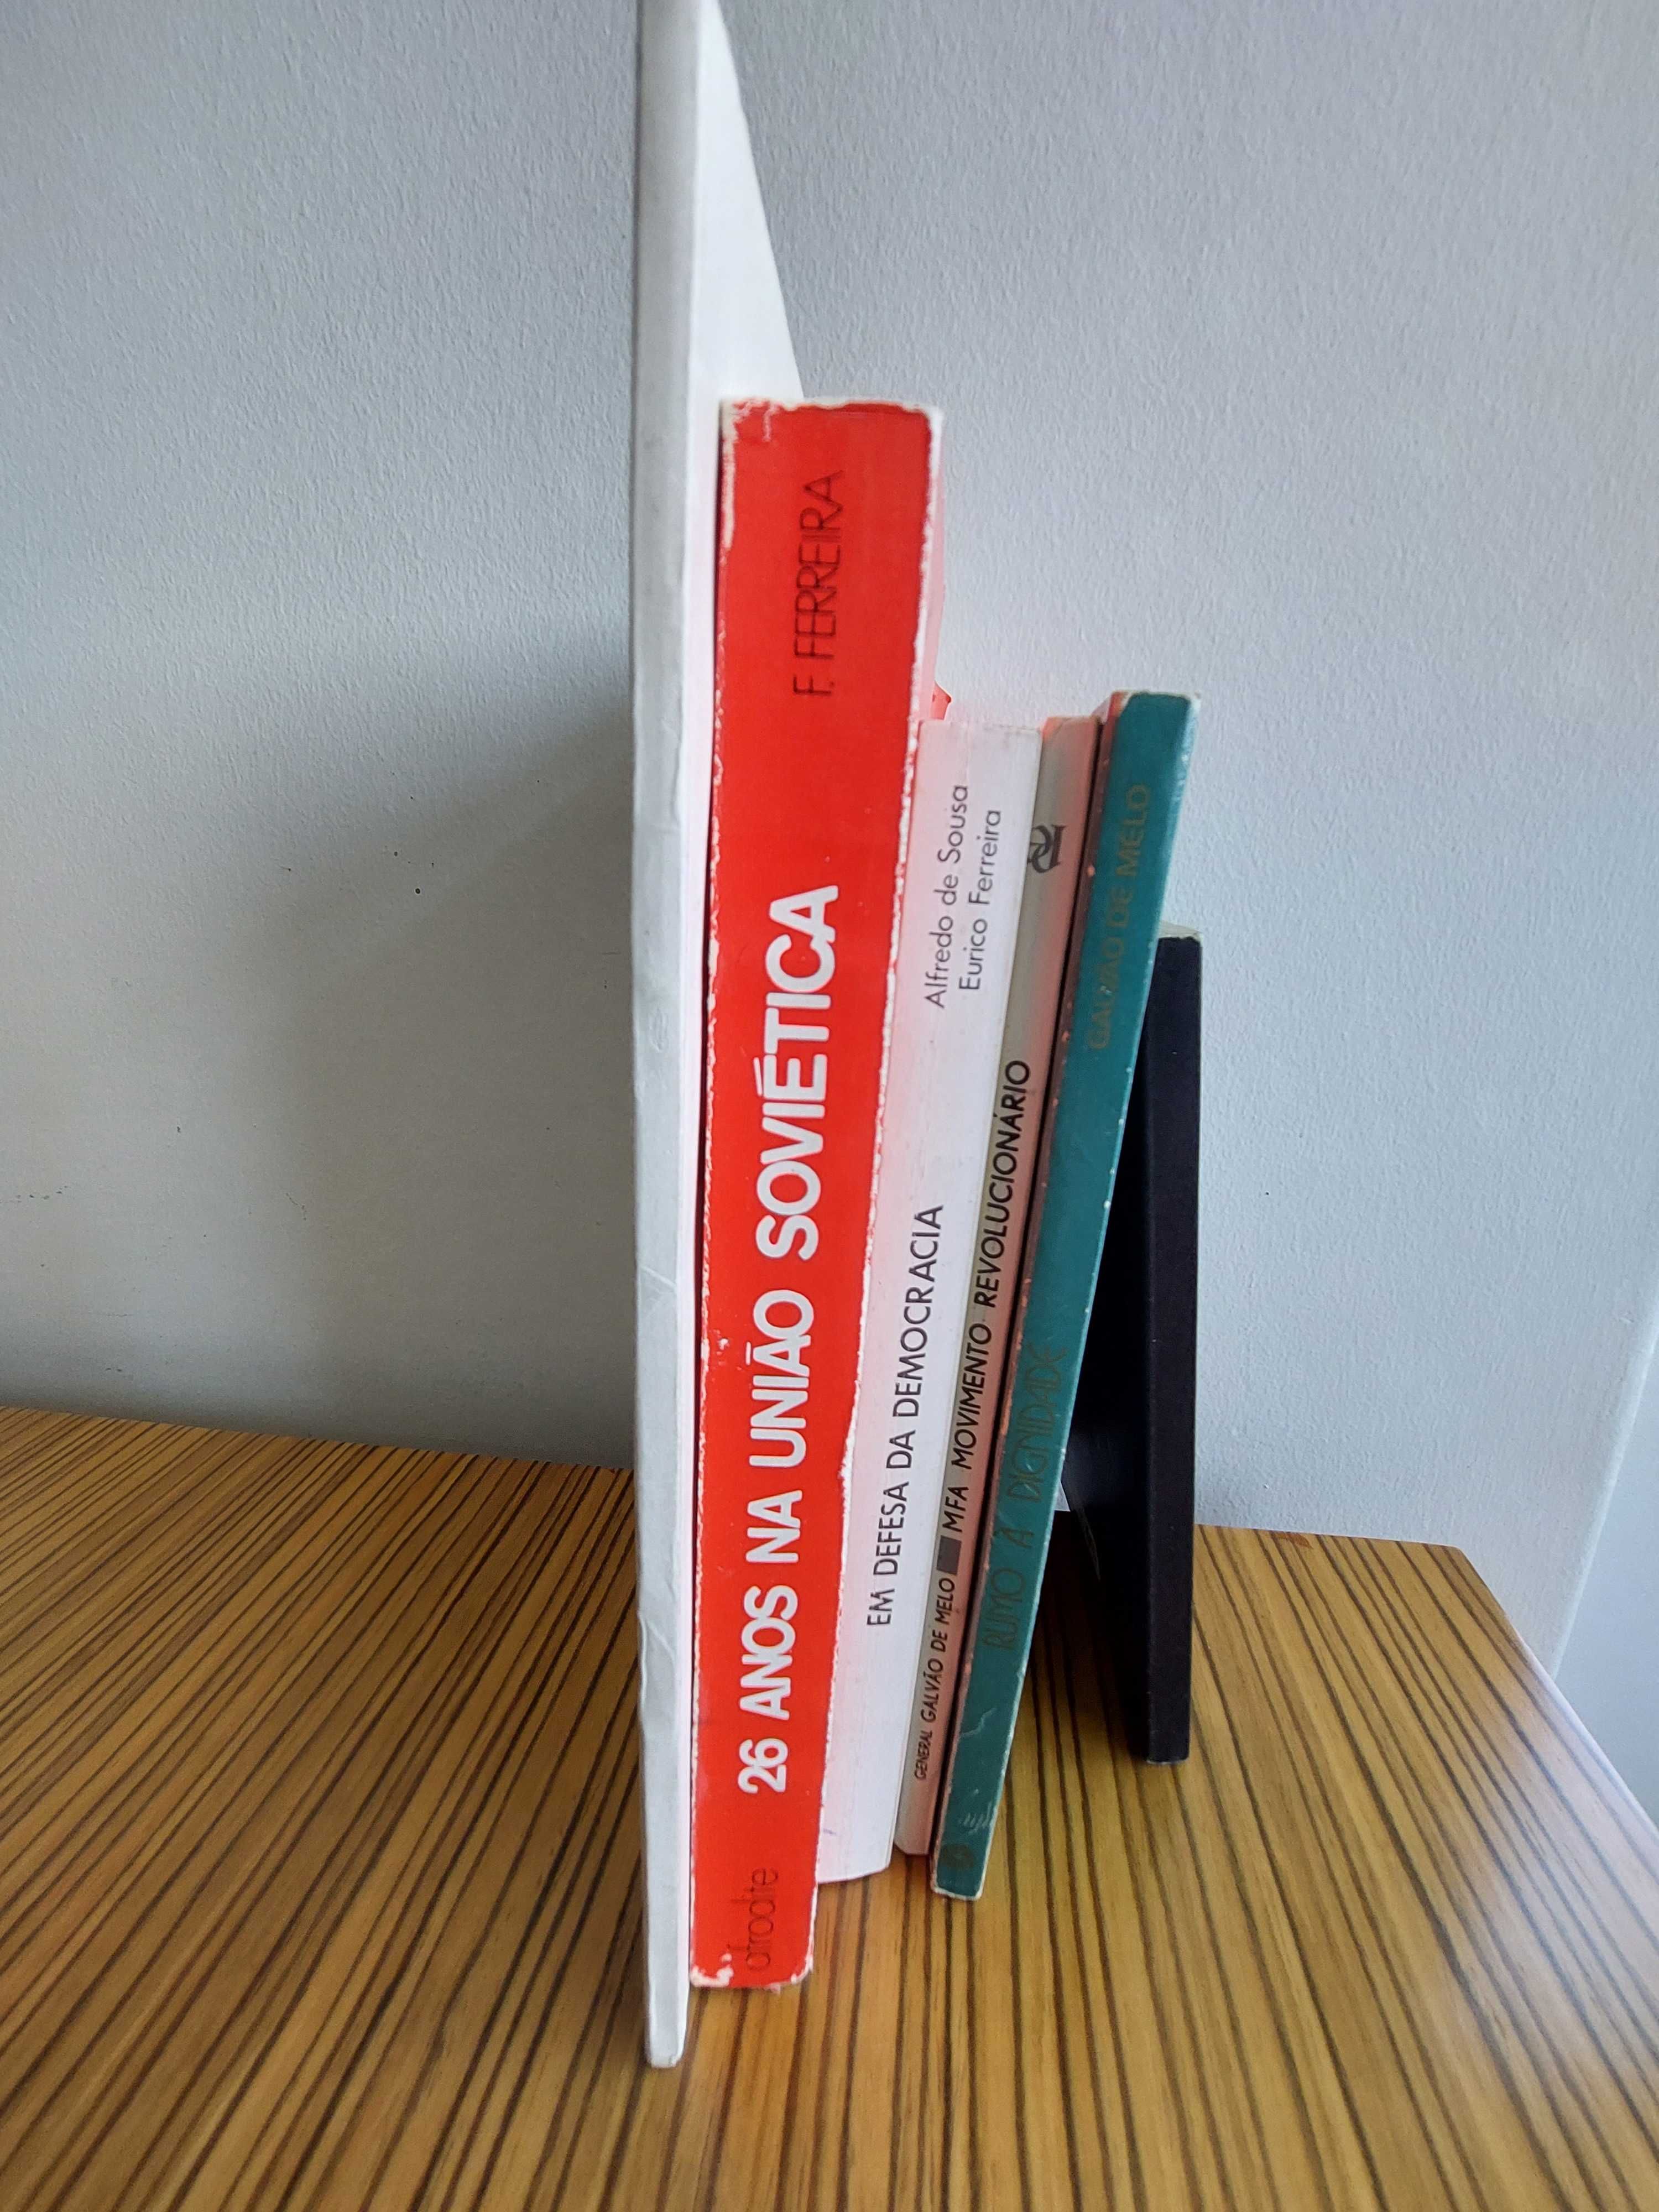 F. FERREIRA
26 ANOS NA UNIÃO SOVIÉTICA
afrodite
Alfredo de Sousa
Eurico Ferreira
EM DEFESA DA DEMOCRACIA
GENERAL GALVÃO DE MELO MFA MOVIMENTO REVOLUCIONÁRIO
GALVÃO DE MELO
RUMO À DIGNIDADE